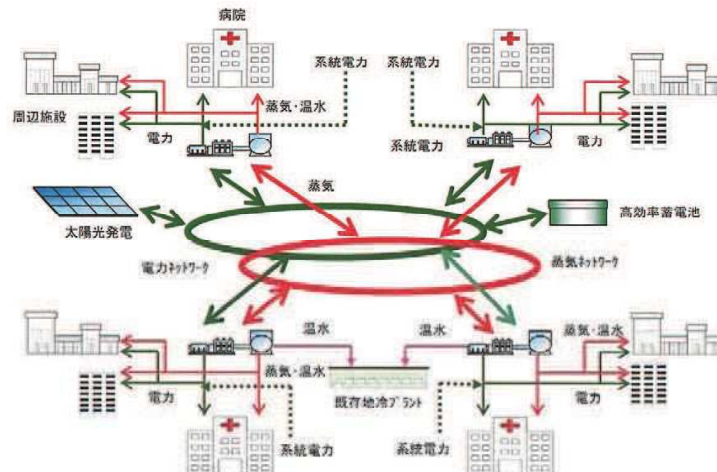 病院
系統電力
系統電力
蒸気・温水
周辺施設
電力
系統電力
電力
蒸気
太陽光発電
高効率蓄電池
電力ネットワーク
蒸気ネットワーク
温水
温水
蒸気・温水
蒸気・温水
既存地冷プラント
電力
電力
系統電力
系統電力